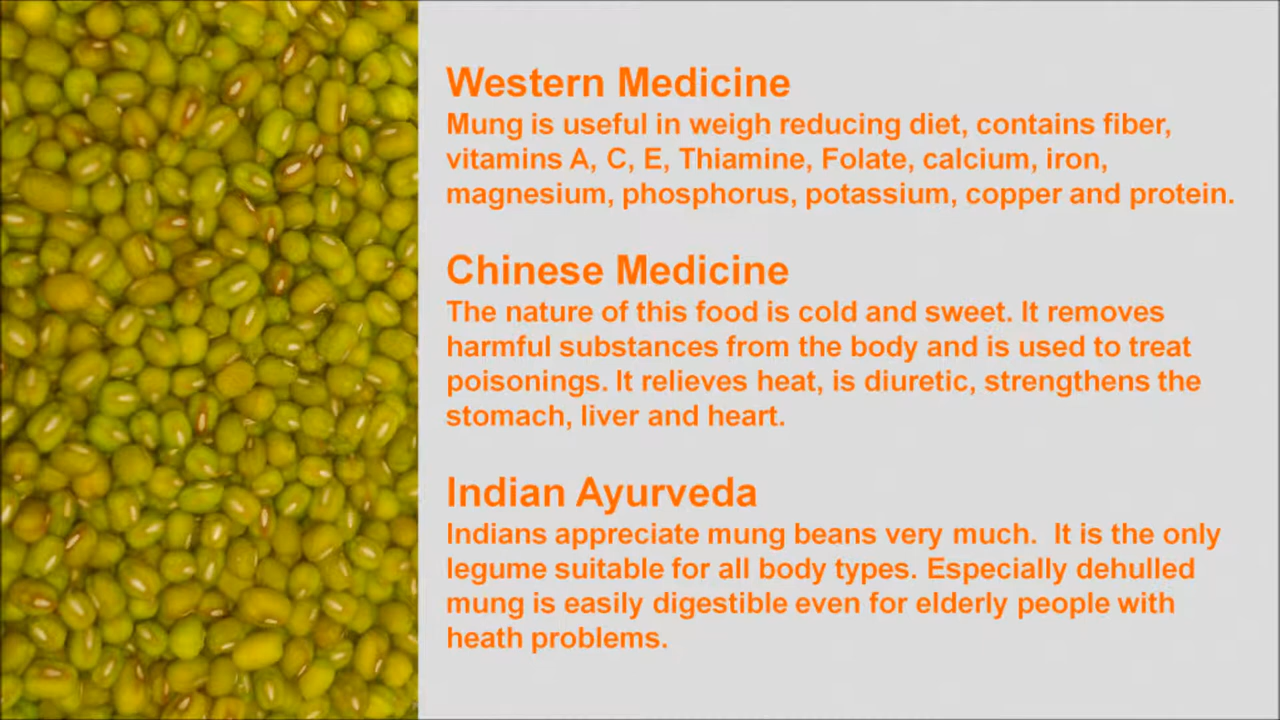 Western Medicine
Mung is useful in weigh reducing diet, contains fiber,
vitamins A, C, E, Thiamine, Folate, calcium, iron,
magnesium, phosphorus, potassium, copper and protein.
Chinese Medicine
The nature of this food is cold and sweet. It removes
harmful substances from the body and is used to treat
poisonings. It relieves heat, is diuretic, strengthens the
stomach, liver and heart.
Indian Ayurveda
Indians appreciate mung beans very much.  It is the only
legume suitable for all body types. Especially dehulled
mung is easily digestible even for elderly people with
heath problems.